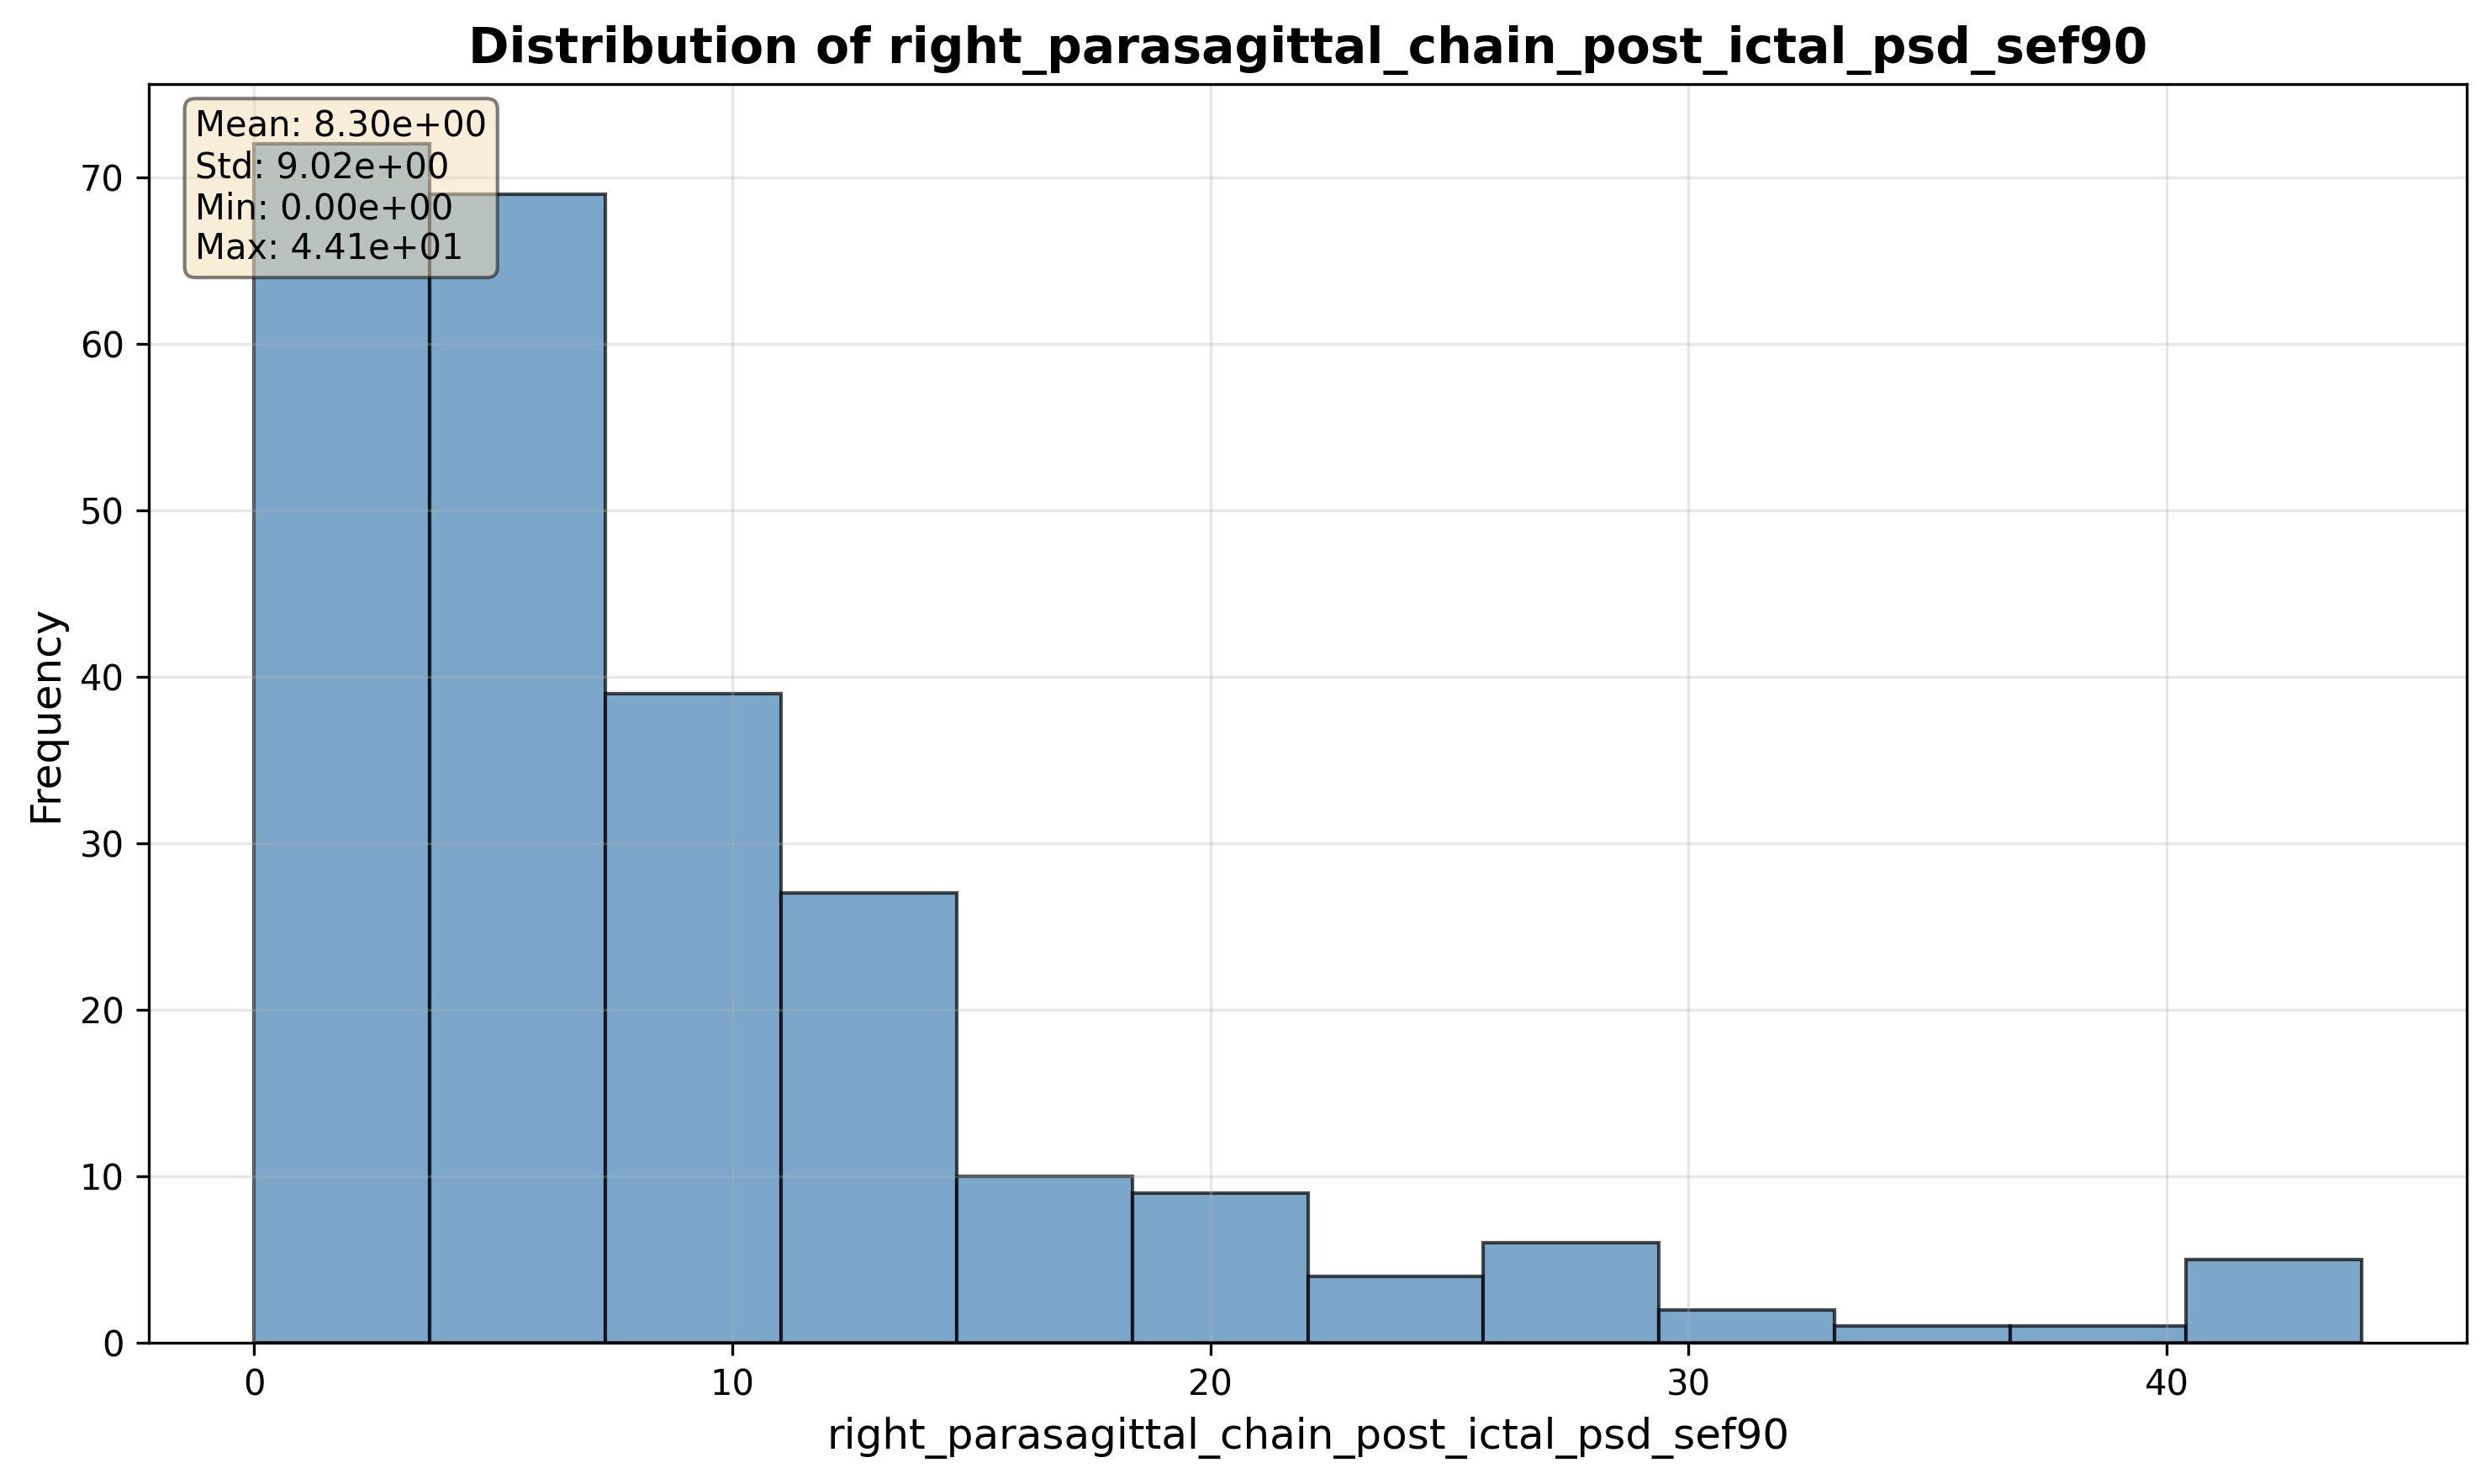 Distribution of right_parasagittal_chain_post_ictal_psd_sef90
Mean: 8.30e+00
Std: 9.02e+00
Min: 0.00e+00
Max: 4.41e+01
70
60
50
40
30
20
10
0
Frequency
0 10 20 30 40
right_parasagittal_chain_post_ictal_psd_sef90